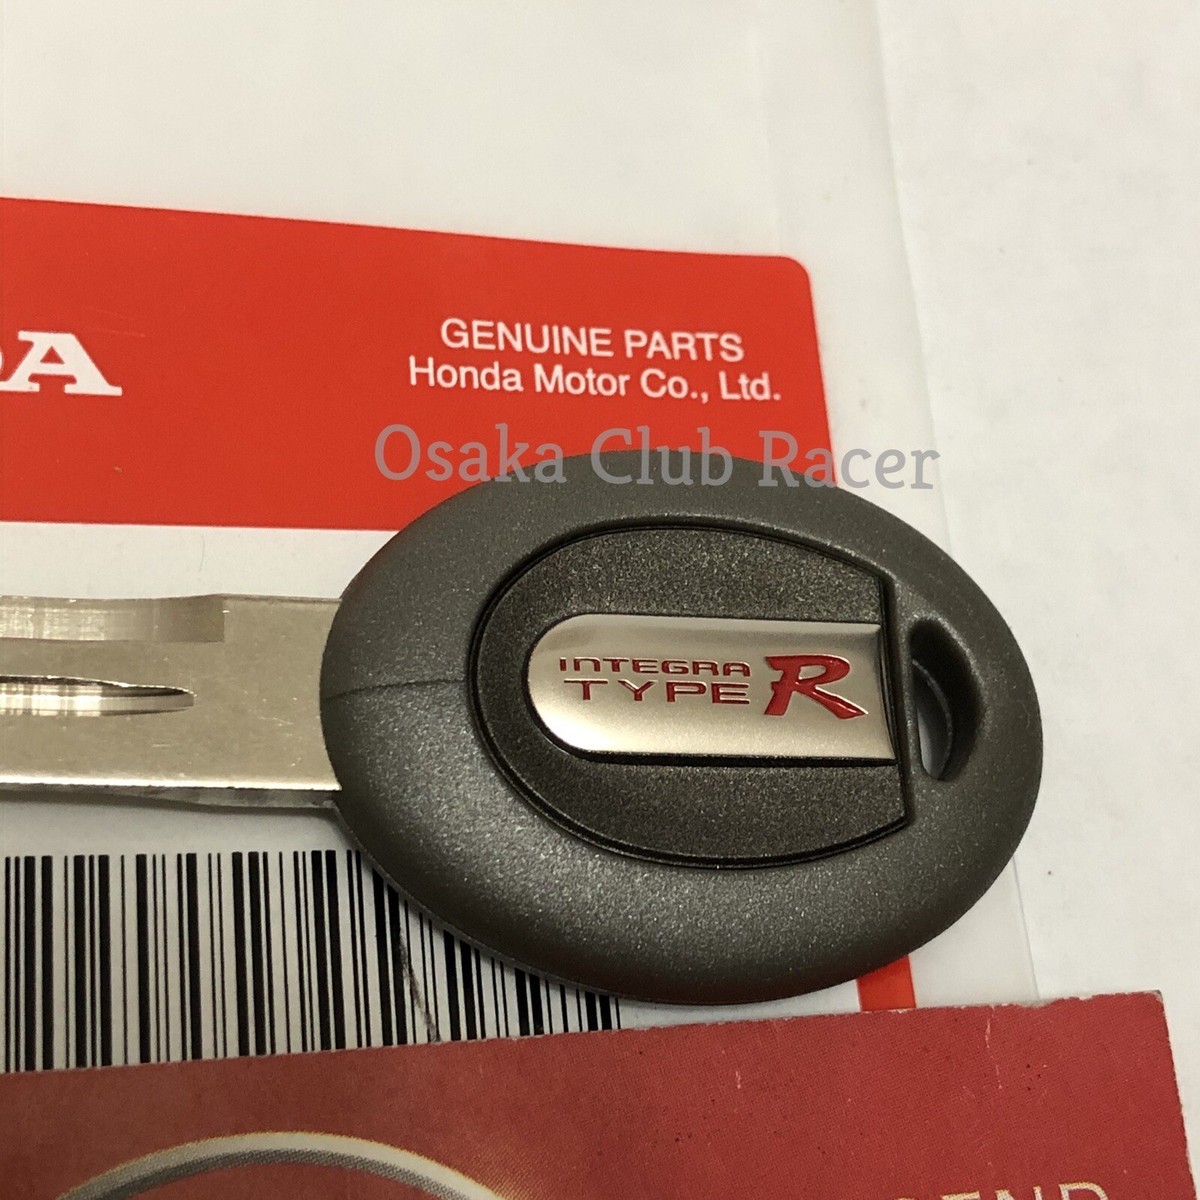 GENUINE PARTS
Honda Motor Co., Ltd.
Osaka Club Racer
INTEGRA
TYPE R